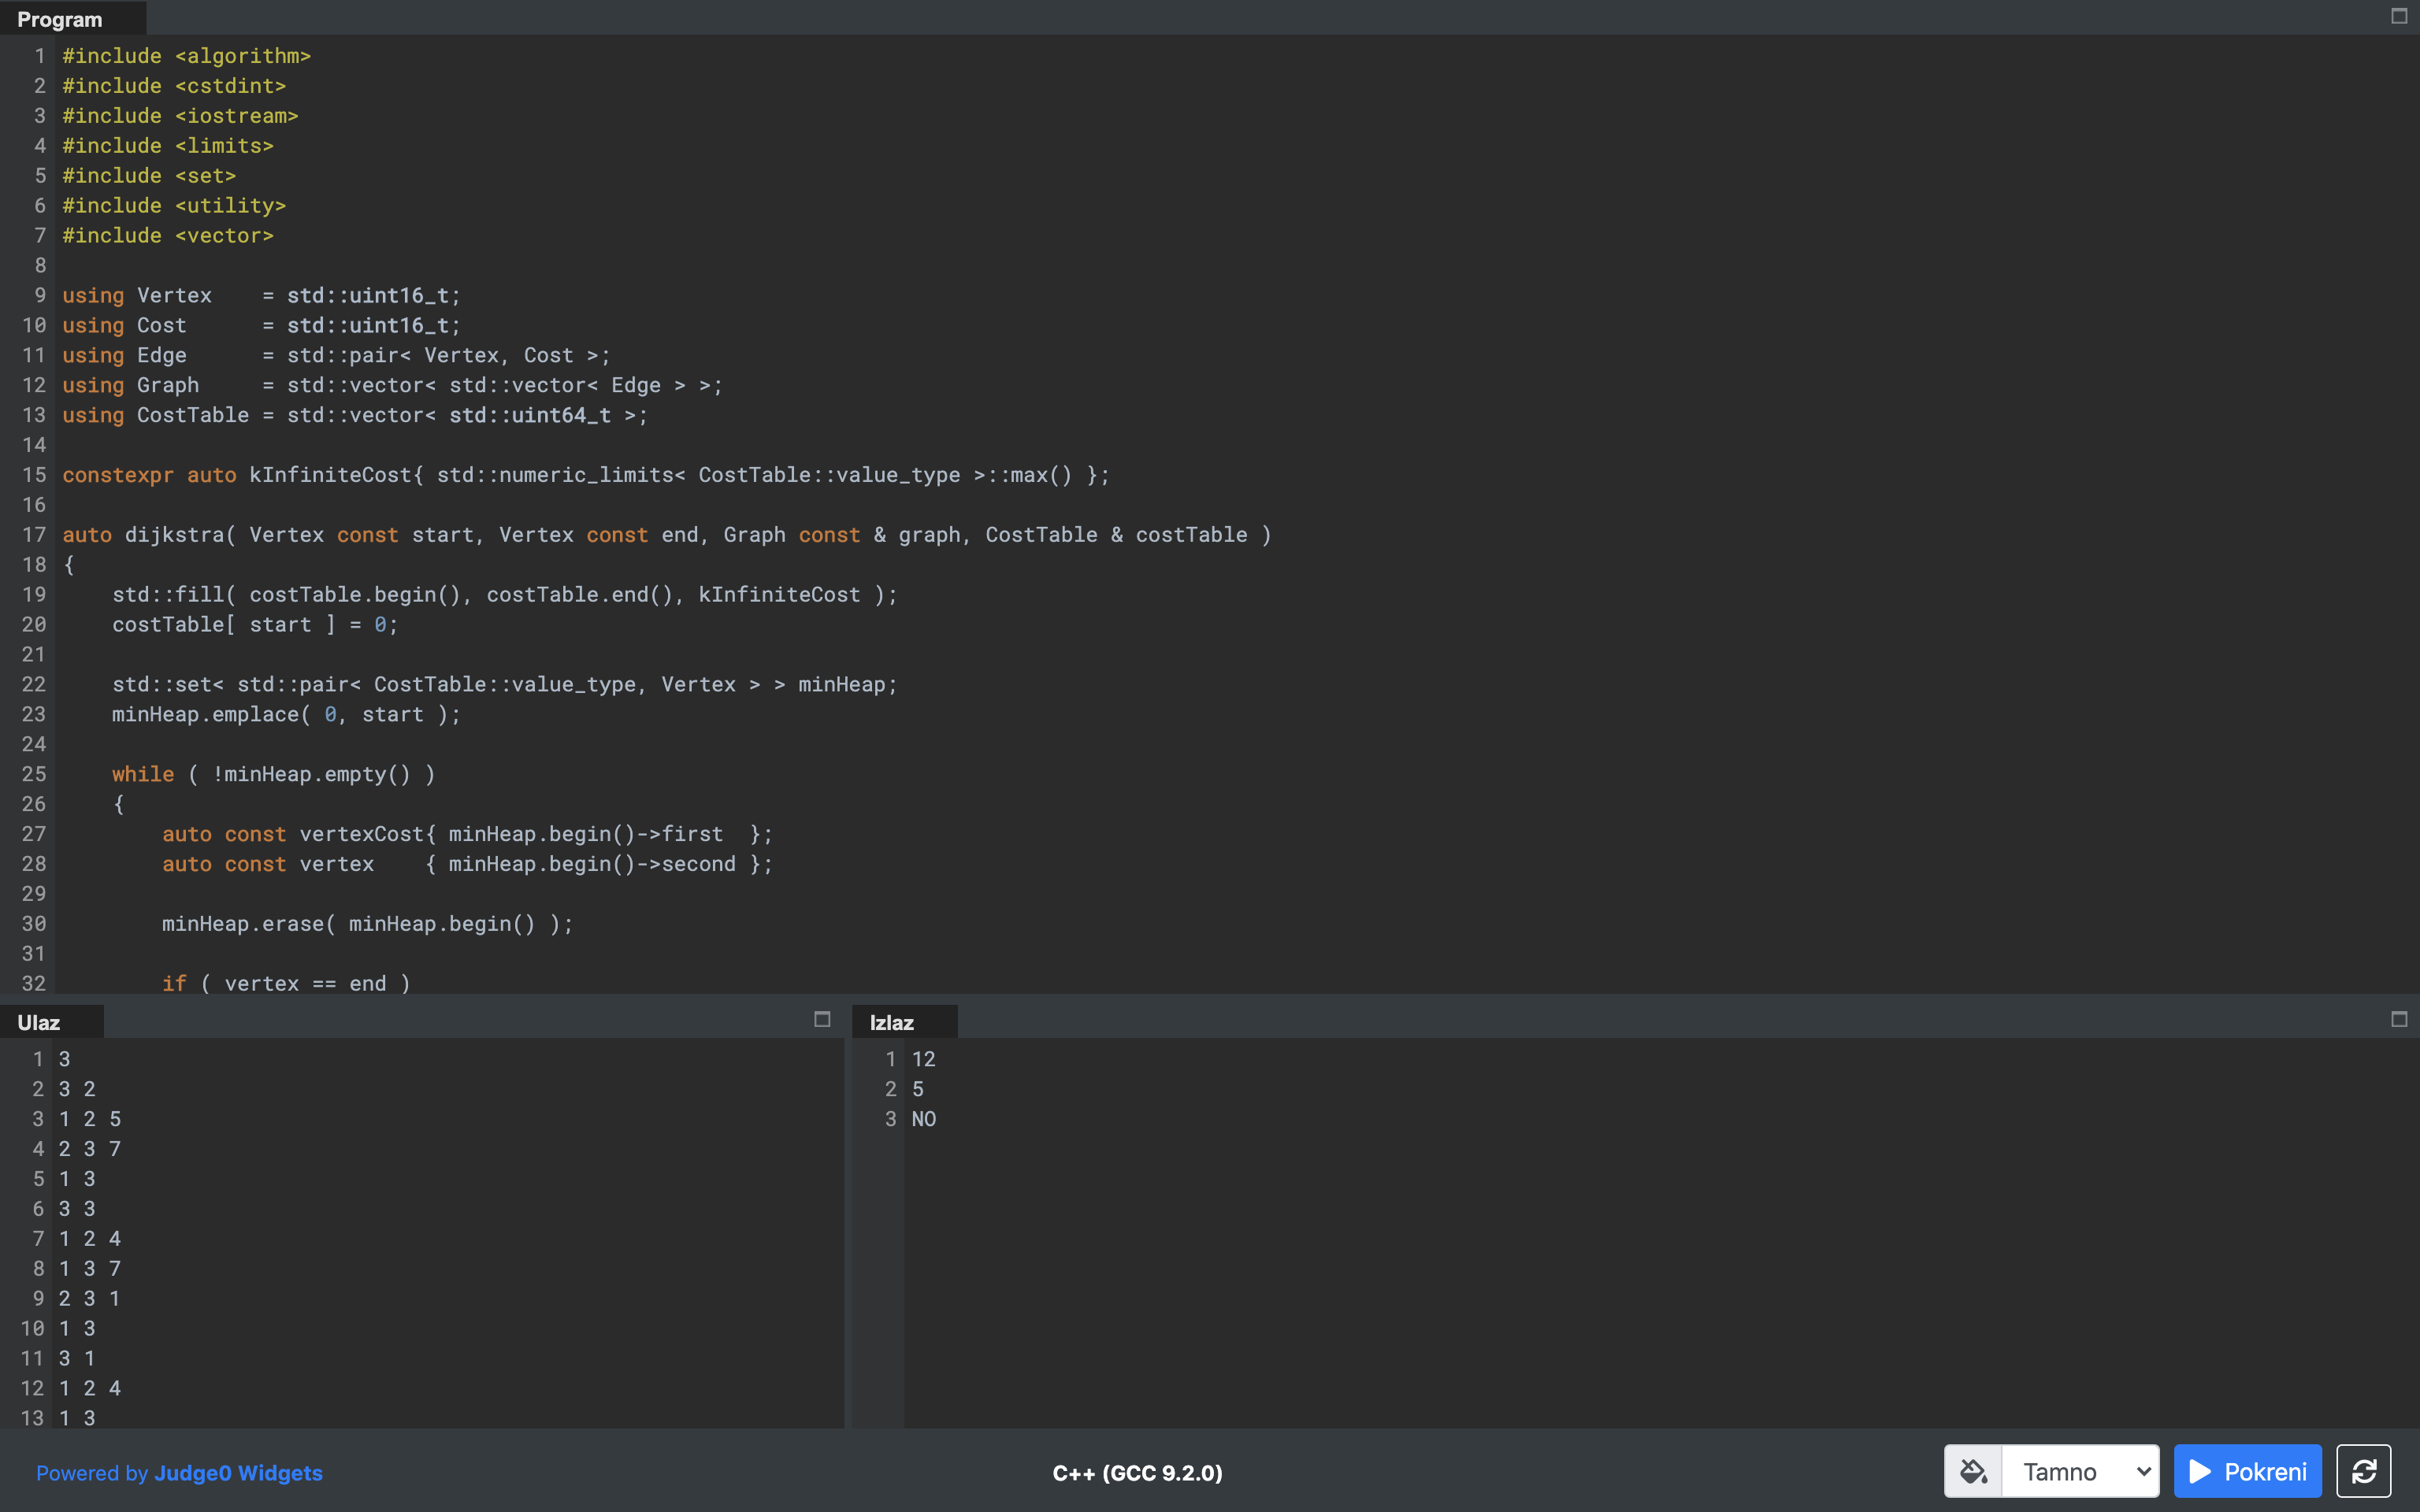 Program
1 #include <algorithm>
2 #include <cstdint>
3 #include <iostream>
4 #include <limits>
5 #include <set>
6 #include <utility>
7 #include <vector>
8
9 using Vertex    = std::uint16_t;
10 using Cost      = std::uint16_t;
11 using Edge      = std::pair< Vertex, Cost >;
12 using Graph     = std::vector< std::vector< Edge > >;
13 using CostTable = std::vector< std::uint64_t >;
14
15 constexpr auto kInfiniteCost{ std::numeric_limits< CostTable::value_type >::max() };
16
17 auto dijkstra( Vertex const start, Vertex const end, Graph const & graph, CostTable & costTable )
18 {
19     std::fill( costTable.begin(), costTable.end(), kInfiniteCost );
20     costTable[ start ] = 0;
21
22     std::set< std::pair< CostTable::value_type, Vertex > > minHeap;
23     minHeap.emplace( 0, start );
24
25     while ( !minHeap.empty() )
26     {
27         auto const vertexCost{ minHeap.begin()->first  };
28         auto const vertex    { minHeap.begin()->second };
29
30         minHeap.erase( minHeap.begin() );
31
32         if ( vertex == end )
Ulaz
1 3
2 3 2
3 1 2 5
4 2 3 7
5 1 3
6 3 3
7 1 2 4
8 1 3 7
9 2 3 1
10 1 3
11 3 1
12 1 2 4
13 1 3
Izlaz
1 12
2 5
3 NO
Powered by Judge0 Widgets
C++ (GCC 9.2.0)
Tamno
Pokreni